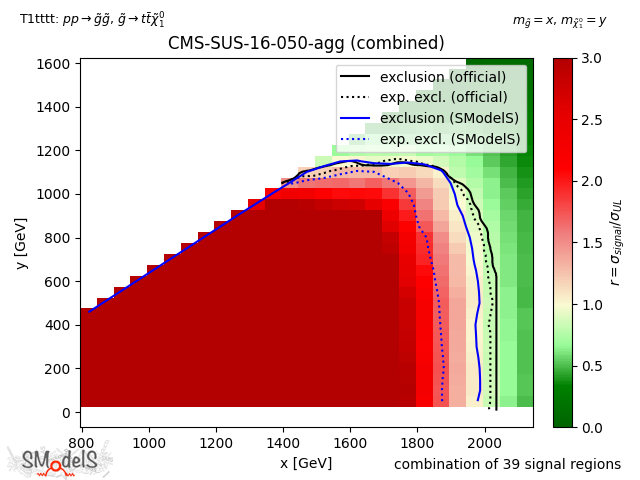 T1tttt: pp → g̃g̃, g̃ → tt̄χ̃₁⁰
m_g̃ = x, m_χ̃₁⁰ = y
CMS-SUS-16-050-agg (combined)
exclusion (official)
exp. excl. (official)
exclusion (SModelS)
exp. excl. (SModelS)
y [GeV]
1600
1400
1200
1000
800
600
400
200
0
800
1000
1200
1400
1600
1800
2000
x [GeV]
3.0
2.5
2.0
1.5
1.0
0.5
0.0
r = σ_signal/σ_UL
SModelS
combination of 39 signal regions